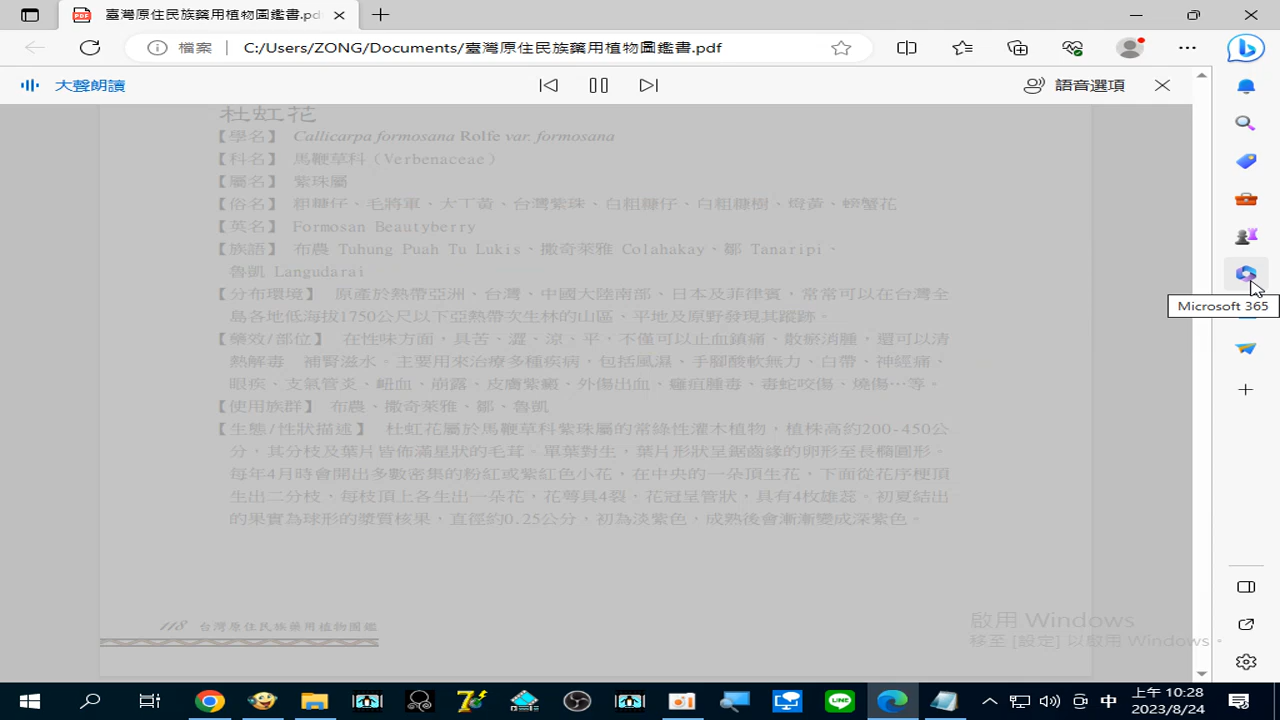 臺灣原住民族藥用植物圖鑑書.pdf
檔案 C:/Users/ZONG/Documents/臺灣原住民族藥用植物圖鑑書.pdf
大聲朗讀
語音選項
杜虹花
【學名】 Callicarpa formosana Rolfe var. formosana
【科名】 馬鞭草科（Verbenaceae）
【屬名】 紫珠屬
【俗名】 粗糠仔、毛將軍、大丁黃、台灣紫珠、白粗糠仔、白粗糠樹、燈黃、螃蟹花
【英名】 Formosan Beautyberry
【族語】 布農 Tuhung Puah Tu Lukis、撒奇萊雅 Colahakay、鄒 Tanaripi、
魯凱 Langudarai
【分布環境】 原產於熱帶亞洲、台灣、中國大陸南部、日本及菲律賓，常常可以在台灣全
島各地低海拔1750公尺以下亞熱帶次生林的山區、平地及原野發現其蹤跡。
【藥效/部位】 在性味方面，具苦、澀、涼、平，不僅可以止血鎮痛、散瘀消腫，還可以清
熱解毒 補腎滋水。主要用來治療多種疾病，包括風濕、手腳酸軟無力、白帶、神經痛、
眼疾、支氣管炎、衄血、崩露、皮膚紫癜、外傷出血、癰疽腫毒、毒蛇咬傷、燒傷…等。
【使用族群】 布農、撒奇萊雅、鄒、魯凱
【生態/性狀描述】 杜虹花屬於馬鞭草科紫珠屬的常綠性灌木植物，植株高約200-450公
分，其分枝及葉片皆佈滿星狀的毛茸。單葉對生，葉片形狀呈鋸齒緣的卵形至長橢圓形。
每年4月時會開出多數密集的粉紅或紫紅色小花，在中央的一朵頂生花，下面從花序梗頂
生出二分枝，每枝頂上各生出一朵花，花萼具4裂，花冠呈管狀，具有4枚雄蕊。初夏結出
的果實為球形的漿質核果，直徑約0.25公分，初為淡紫色，成熟後會漸漸變成深紫色。
118 台灣原住民族藥用植物圖鑑
啟用 Windows
移至 [設定] 以啟用 Windows。
Microsoft 365
中
上午 10:28
2023/8/24